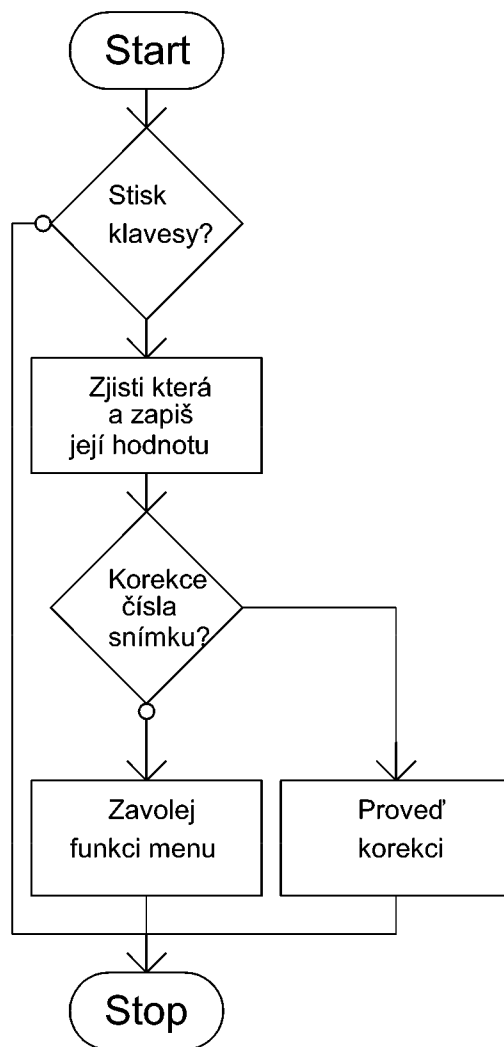 Start
Stisk
klavesy?
Zjisti která
a zapiš
její hodnotu
Korekce
čísla
snímku?
Zavolej
funkci menu
Proveď
korekci
Stop